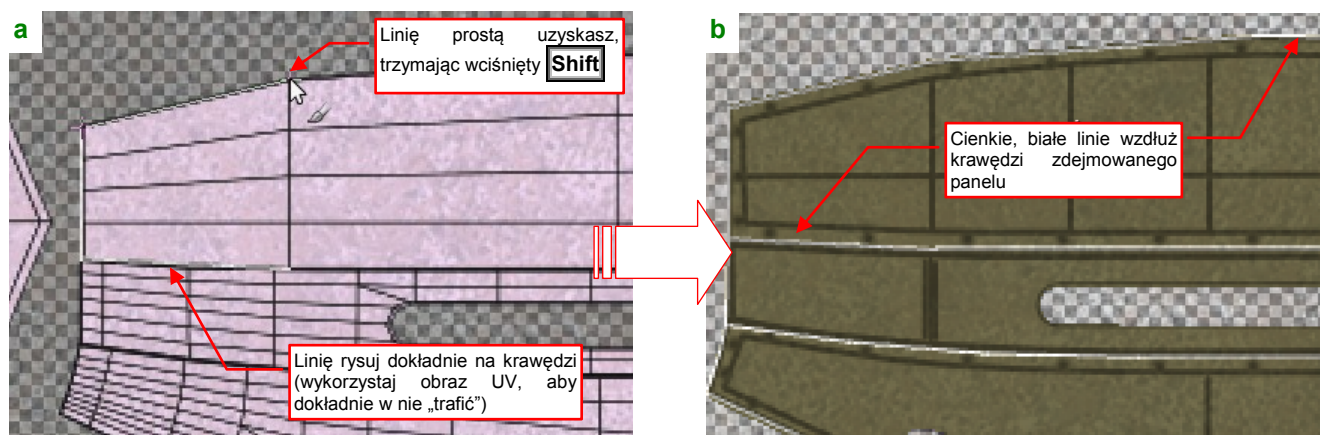 a
Linię prostą uzyskasz,
trzymając wciśnięty Shift
Linię rysuj dokładnie na krawędzi
(wykorzystaj obraz UV, aby
dokładnie w nie „trafić”)
b
Cienkie, białe linie wzdłuż
krawędzi zdejmowanego
panelu